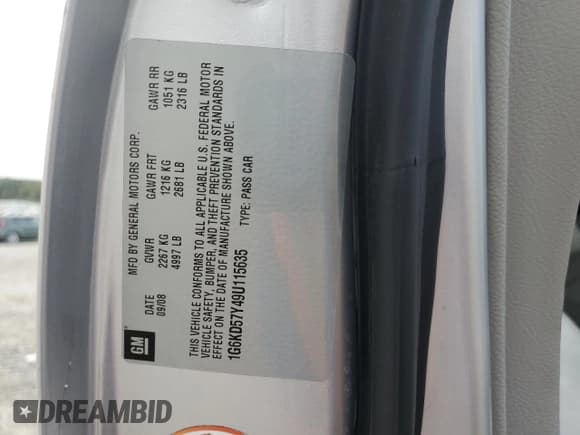 MFD BY GENERAL MOTORS CORP.
DATE GVWR GAWR FRT GAWR RR
09/08 2267 KG 1216 KG 1051 KG
4997 LB 2681 LB 2316 LB
THIS VEHICLE CONFORMS TO ALL APPLICABLE U.S. FEDERAL MOTOR
VEHICLE SAFETY, BUMPER, AND THEFT PREVENTION STANDARDS IN
EFFECT ON THE DATE OF MANUFACTURE SHOWN ABOVE.
1G6KD57Y49U115635 TYPE: PASS CAR
GM
DREAMBID